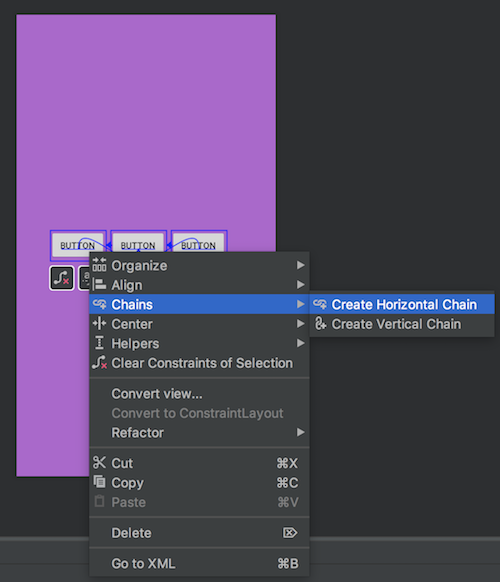 BUTTON BUTTON BUTTON
Organize
Align
Chains
Create Horizontal Chain
Center
Create Vertical Chain
Helpers
Clear Constraints of Selection
Convert view...
Convert to ConstraintLayout
Refactor
Cut ⌘X
Copy ⌘C
Paste ⌘V
Delete ⌦
Go to XML ⌘B